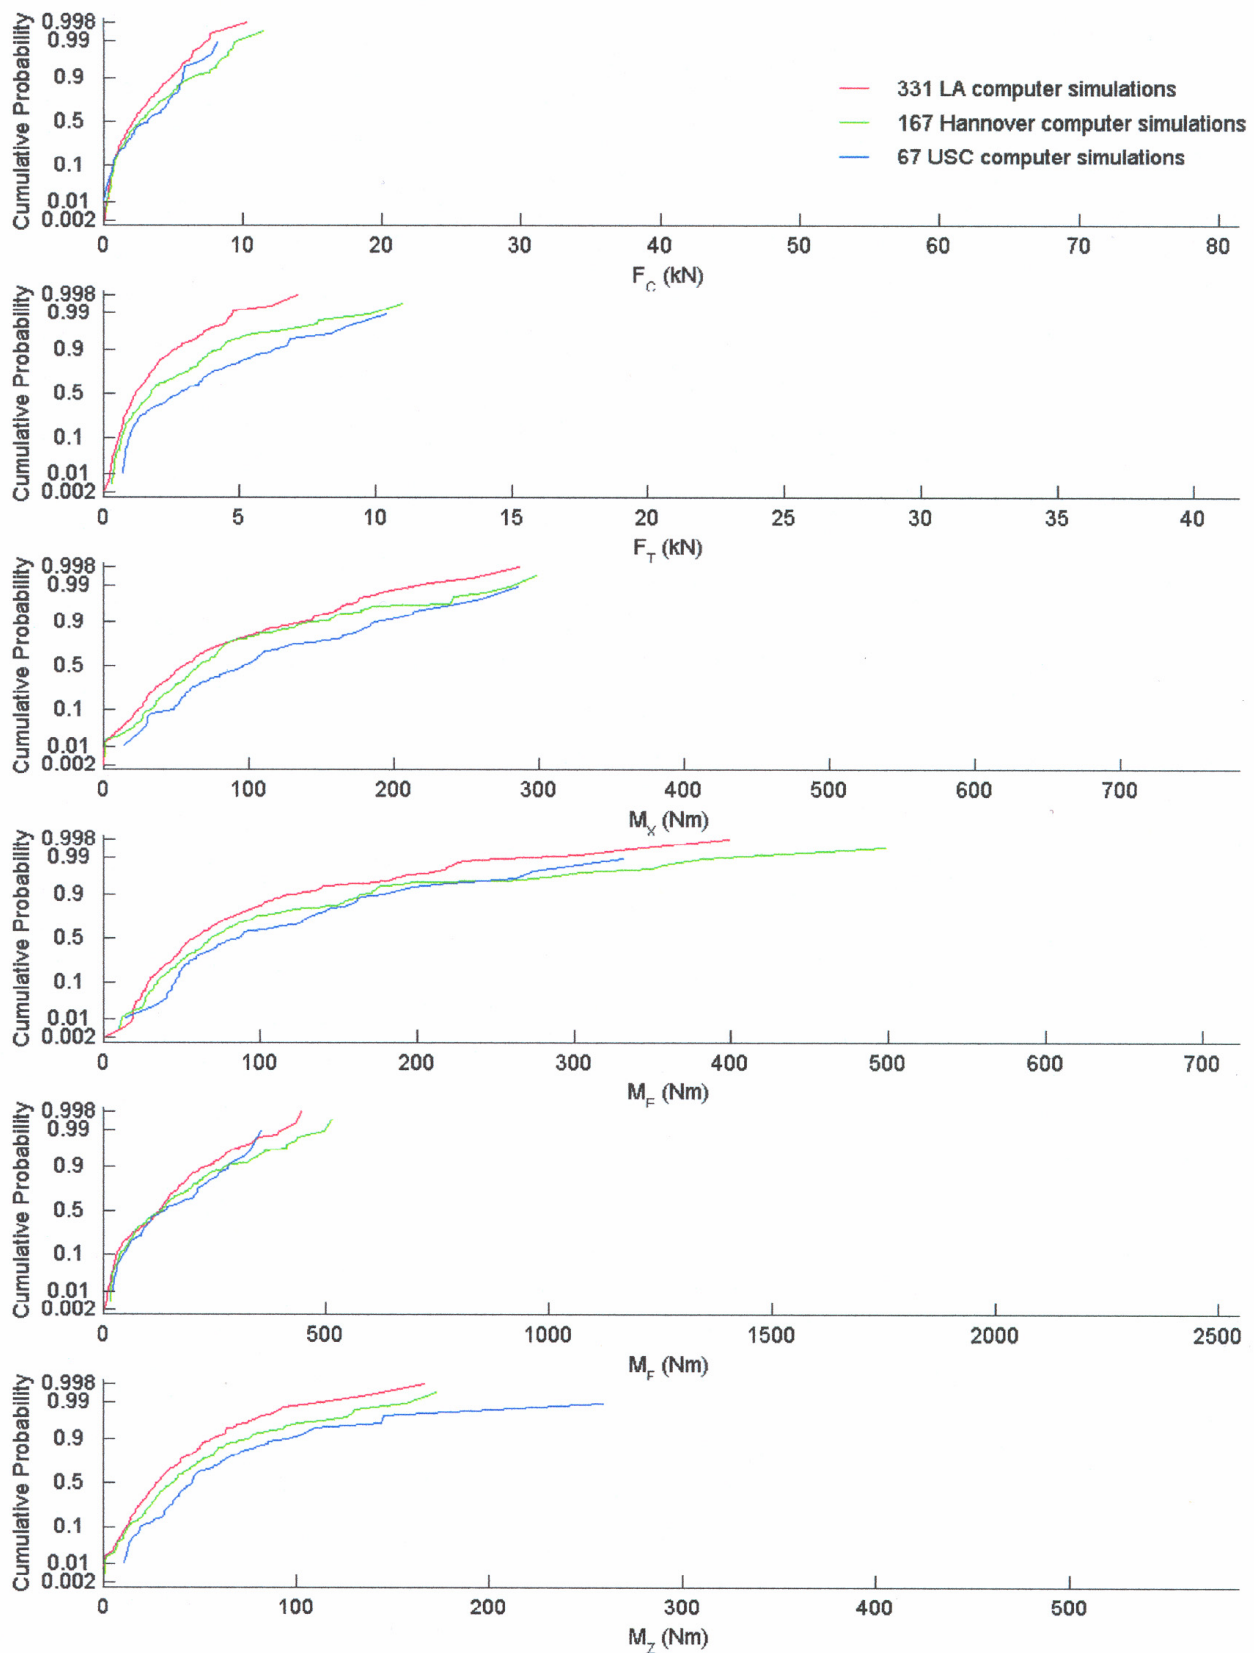 Cumulative Probability
0.998
0.99
0.9
0.5
0.1
0.01
0.002
331 LA computer simulations
167 Hannover computer simulations
67 USC computer simulations
0 10 20 30 40 50 60 70 80
F_C (kN)
Cumulative Probability
0.998
0.99
0.9
0.5
0.1
0.01
0.002
0 5 10 15 20 25 30 35 40
F_T (kN)
Cumulative Probability
0.998
0.99
0.9
0.5
0.1
0.01
0.002
0 100 200 300 400 500 600 700
M_X (Nm)
Cumulative Probability
0.998
0.99
0.9
0.5
0.1
0.01
0.002
0 100 200 300 400 500 600 700
M_E (Nm)
Cumulative Probability
0.998
0.99
0.9
0.5
0.1
0.01
0.002
0 500 1000 1500 2000 2500
M_F (Nm)
Cumulative Probability
0.998
0.99
0.9
0.5
0.1
0.01
0.002
0 100 200 300 400 500
M_Z (Nm)